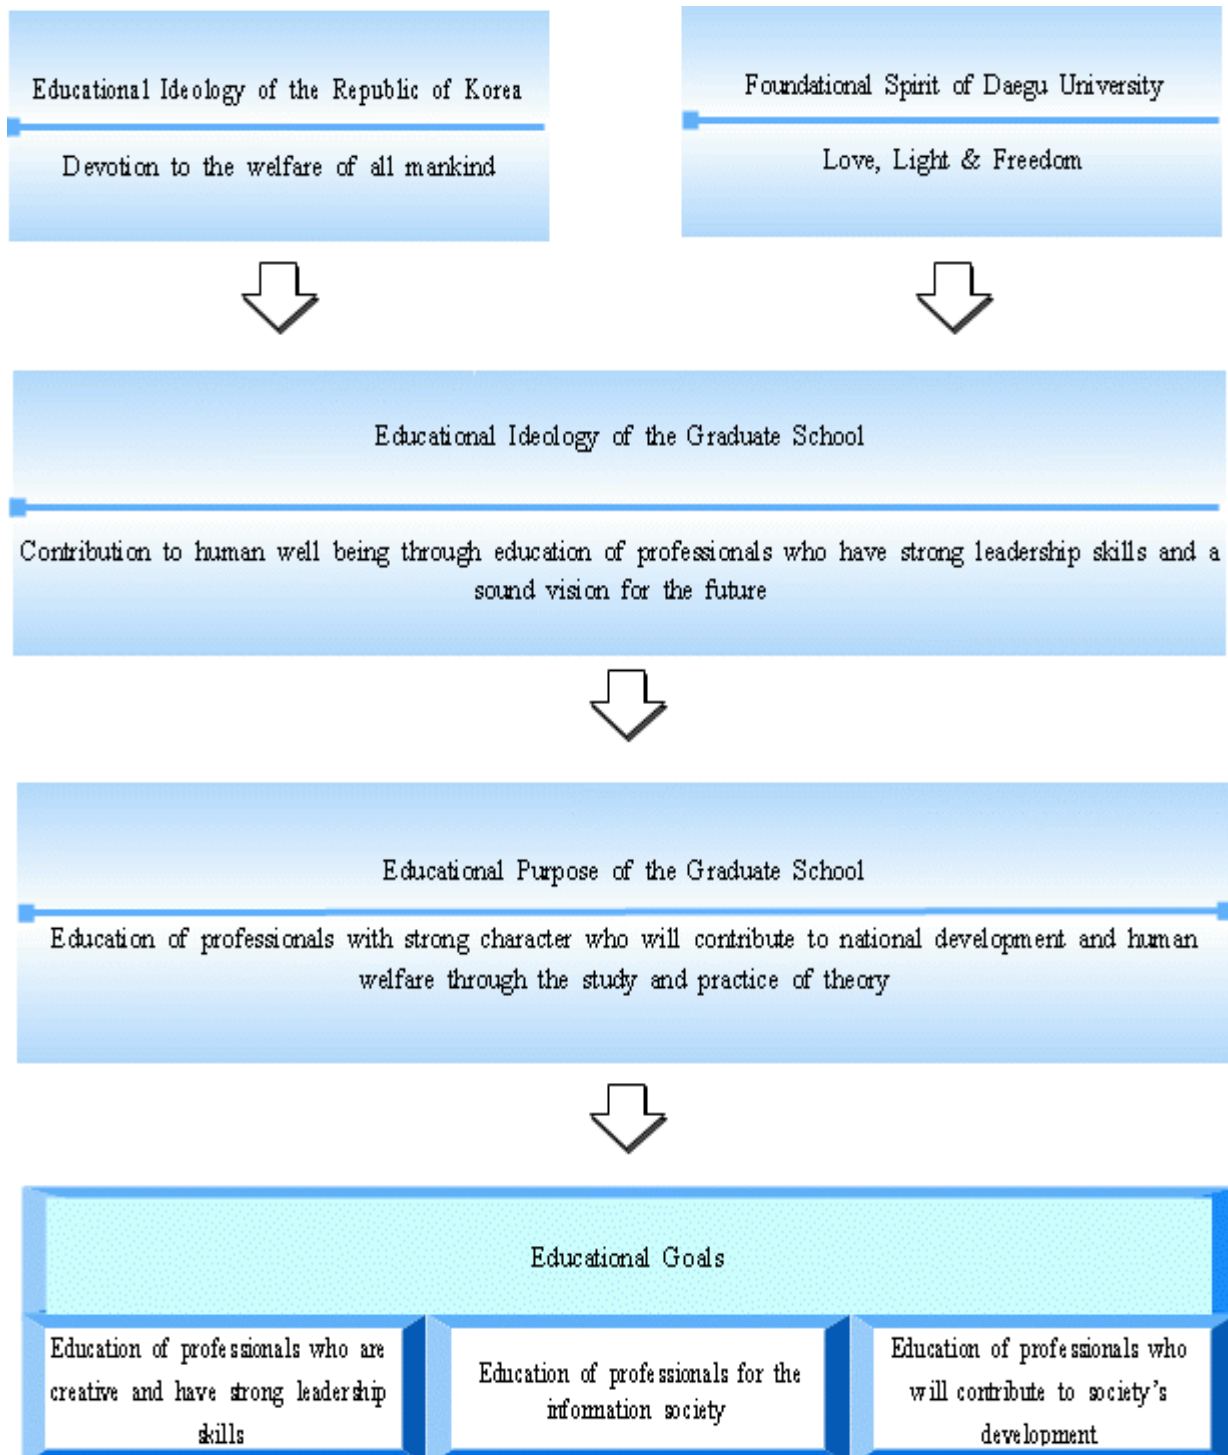 Educational Ideology of the Republic of Korea
Devotion to the welfare of all mankind
Foundational Spirit of Daegu University
Love, Light & Freedom
Educational Ideology of the Graduate School
Contribution to human well being through education of professionals who have strong leadership skills and a
sound vision for the future
Educational Purpose of the Graduate School
Education of professionals with strong character who will contribute to national development and human
welfare through the study and practice of theory
Educational Goals
Education of professionals who are
creative and have strong leadership
skills
Education of professionals for the
information society
Education of professionals who
will contribute to society's
development